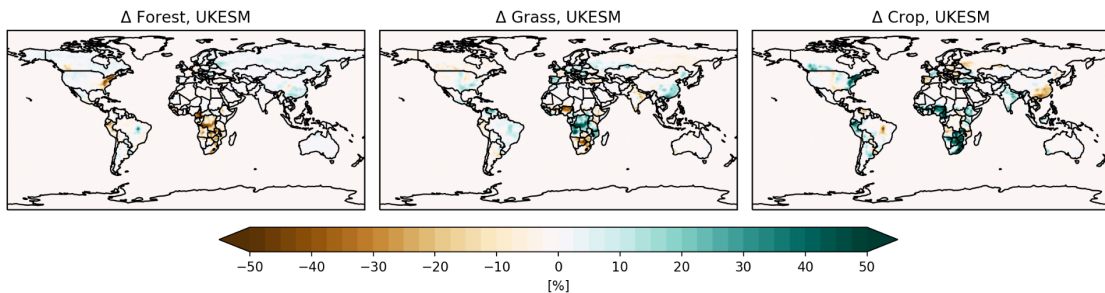 Δ Forest, UKESM
Δ Grass, UKESM
Δ Crop, UKESM
−50 −40 −30 −20 −10 0 10 20 30 40 50
[%]